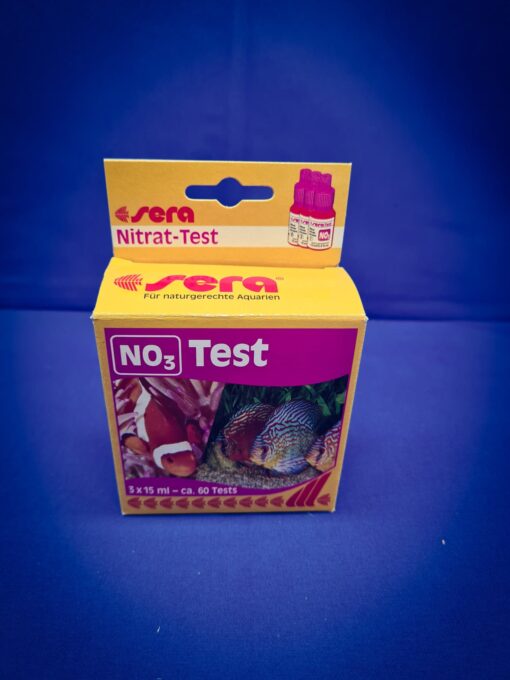 sera
Nitrat-Test
sera
Für naturgerechte Aquarien
NO3 Test
3 x 15 ml – ca. 60 Tests